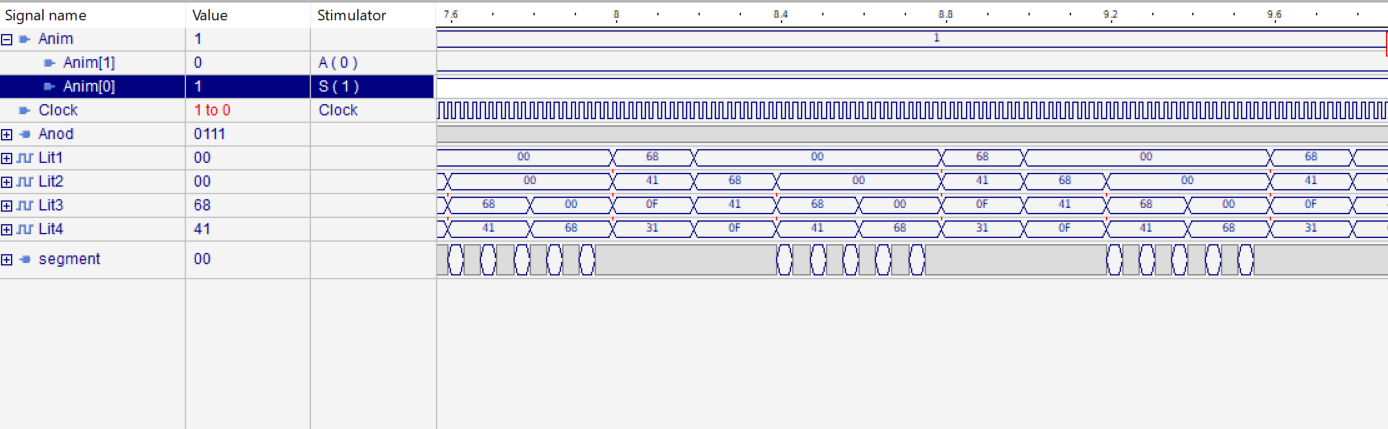 Signal name Value Stimulator 7.6 8 8.4 8.8 9.2 9.6
Anim 1 1
Anim[1] 0 A ( 0 )
Anim[0] 1 S ( 1 )
Clock 1 to 0 Clock
Anod 0111
Lit1 00 00 68 00 68 00 68
Lit2 00 00 41 68 00 41 68 00 41
Lit3 68 68 00 0F 41 68 00 0F 41 68 00 0F
Lit4 41 41 68 31 0F 41 68 31 0F 41 68 31
segment 00